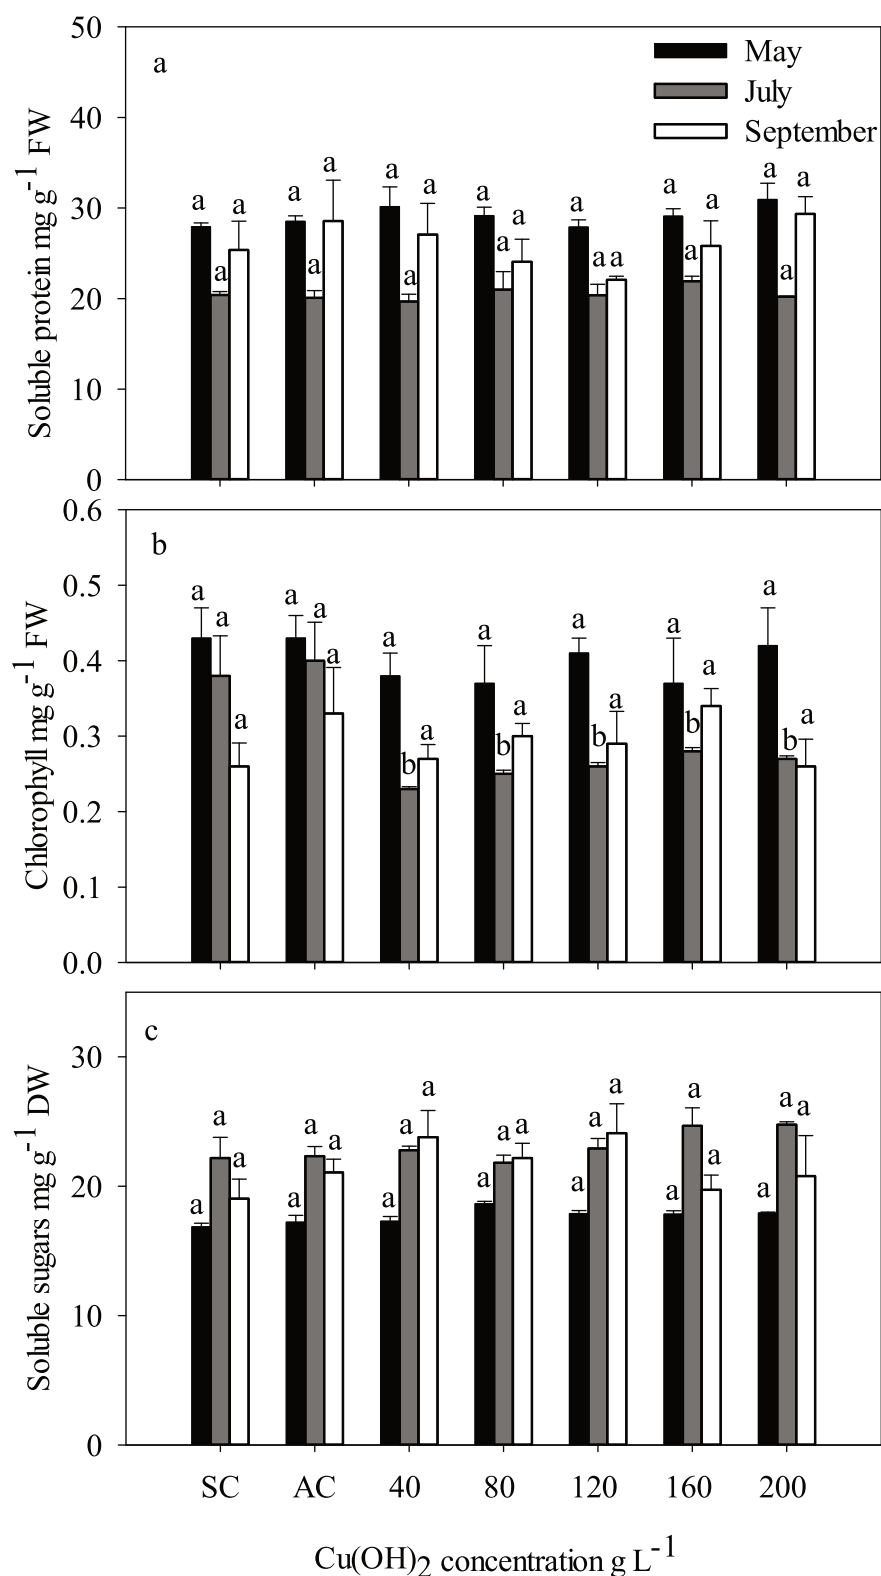 50
a
May
July
September
40
30
20
10
0
Soluble protein mg g⁻¹ FW
a a a a a a a
a a a a a a a
a a a a a a a
0.6
b
0.5
0.4
0.3
0.2
0.1
0.0
Chlorophyll mg g⁻¹ FW
a a a a a a a
a a b b b b b
a a a a a a a
c
30
20
10
0
Soluble sugars mg g⁻¹ DW
a a a a a a a
a a a a a a a
a a a a a a a
SC AC 40 80 120 160 200
Cu(OH)₂ concentration g L⁻¹